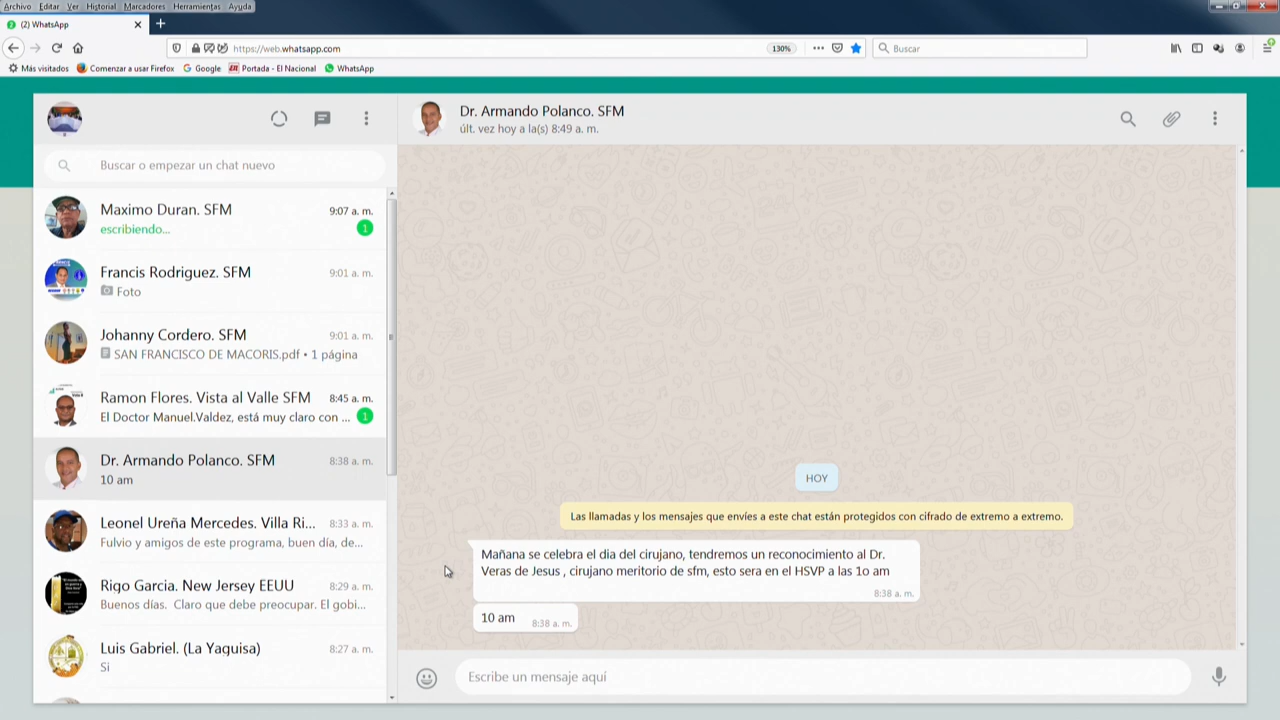 Archivo Editar Ver Historial Marcadores Herramientas Ayuda
(2) WhatsApp
https://web.whatsapp.com
130%
Buscar
Más visitados Comenzar a usar Firefox Google Portada - El Nacional WhatsApp
Buscar o empezar un chat nuevo
Maximo Duran. SFM 9:07 a. m.
escribiendo... 1
Francis Rodriguez. SFM 9:01 a. m.
Foto
Johanny Cordero. SFM 9:01 a. m.
SAN FRANCISCO DE MACORIS.pdf • 1 página
Ramon Flores. Vista al Valle SFM 8:45 a. m.
El Doctor Manuel.Valdez, está muy claro con ... 1
Dr. Armando Polanco. SFM 8:38 a. m.
10 am
Leonel Ureña Mercedes. Villa Ri... 8:33 a. m.
Fulvio y amigos de este programa, buen día, de...
Rigo Garcia. New Jersey EEUU 8:29 a. m.
Buenos días. Claro que debe preocupar. El gobi...
Luis Gabriel. (La Yaguisa) 8:27 a. m.
Si
Dr. Armando Polanco. SFM
últ. vez hoy a la(s) 8:49 a. m.
HOY
Las llamadas y los mensajes que envíes a este chat están protegidos con cifrado de extremo a extremo.
Mañana se celebra el dia del cirujano, tendremos un reconocimiento al Dr.
Veras de Jesus , cirujano meritorio de sfm, esto sera en el HSVP a las 1o am
8:38 a. m.
10 am 8:38 a. m.
Escribe un mensaje aquí